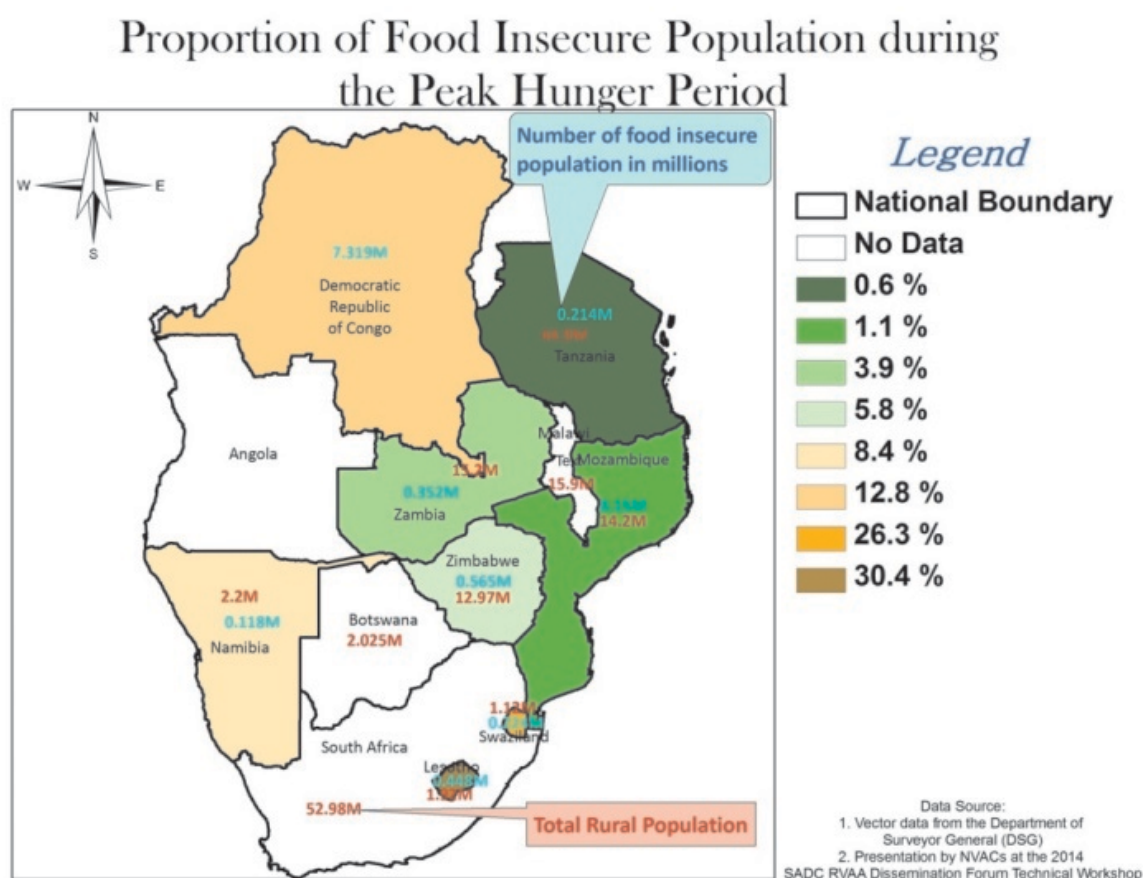 Proportion of Food Insecure Population during
the Peak Hunger Period
N
W
E
S
Number of food insecure
population in millions
Legend
National Boundary
No Data
0.6 %
1.1 %
3.9 %
5.8 %
8.4 %
12.8 %
26.3 %
30.4 %
7.319M
Democratic
Republic
of Congo
0.214M
Tanzania
Angola
Malawi
Mozambique
15.9M
14.2M
0.352M
Zambia
Zimbabwe
0.565M
12.97M
2.2M
0.118M
Namibia
Botswana
2.025M
Swaziland
South Africa
Lesotho
52.98M
Total Rural Population
Data Source:
1. Vector data from the Department of
Surveyor General (DSG)
2. Presentation by NVACs at the 2014
SADC RVAA Dissemination Forum Technical Workshop